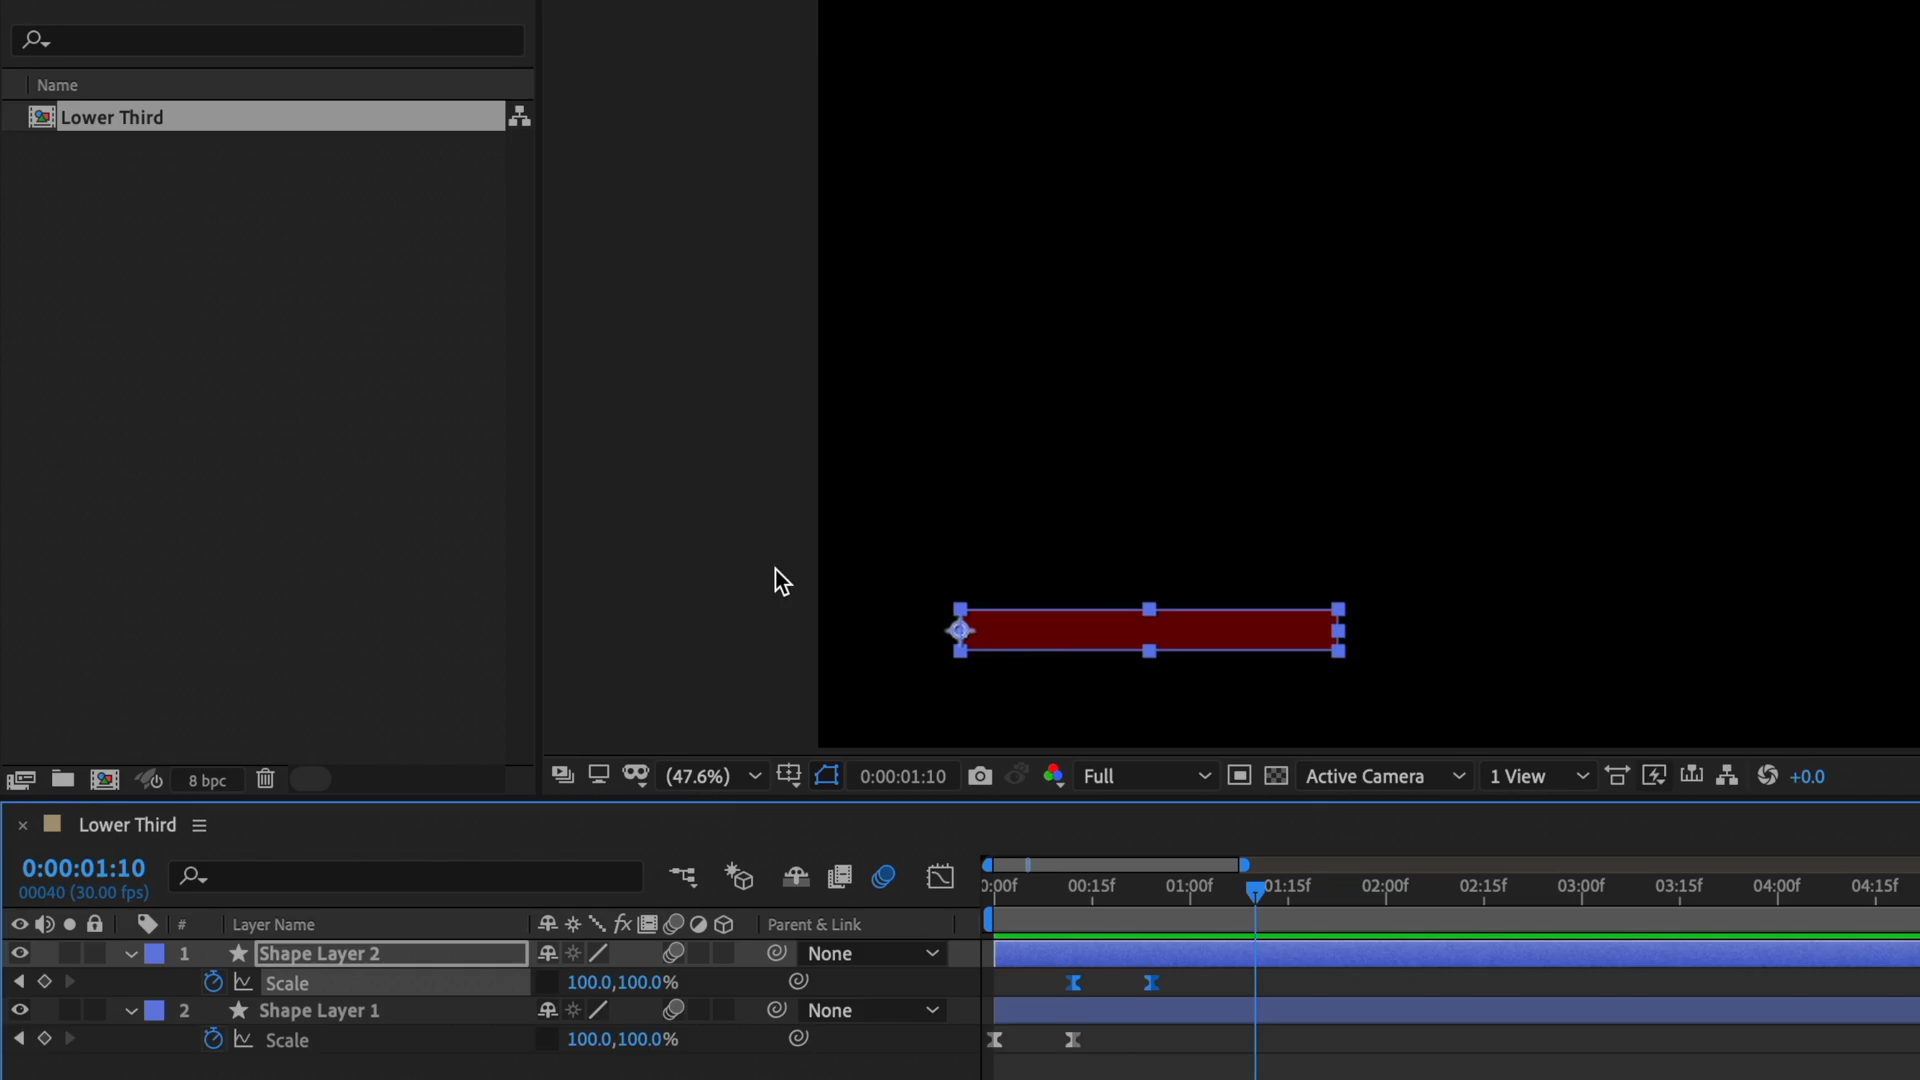 Name
Lower Third
8 bpc
(47.6%)
0:00:01:10
Full
Active Camera
1 View
+0.0
Lower Third
0:00:01:10
00040 (30.00 fps)
:00f
00:15f
01:00f
01:15f
02:00f
02:15f
03:00f
03:15f
04:00f
04:15f
#
Layer Name
fx
Parent & Link
1
Shape Layer 2
None
Scale
100.0,100.0%
2
Shape Layer 1
None
Scale
100.0,100.0%